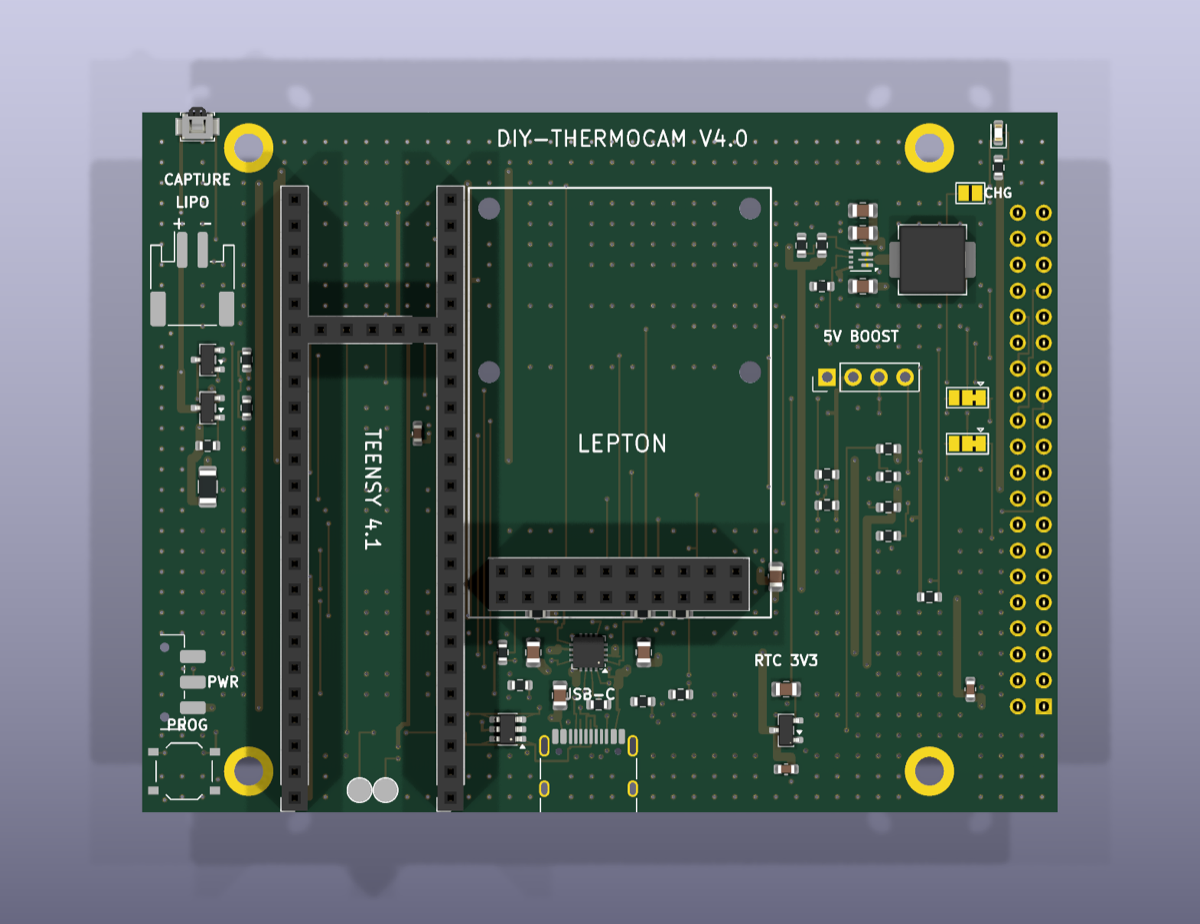 DIY-THERMOCAM V4.0
CAPTURE
LIPO
+ -
CHG
5V BOOST
LEPTON
TEENSY 4.1
RTC 3V3
PWR
USB-C
PROG